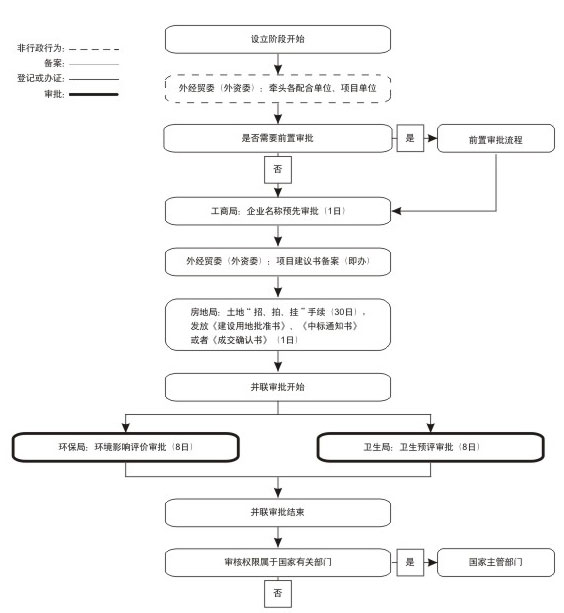 非行政行为:
备案:
登记或办证:
审批:
设立阶段开始
外经贸委（外资委）：牵头各配合单位、项目单位
是否需要前置审批
是
前置审批流程
否
工商局：企业名称预先审批（1日）
外经贸委（外资委）：项目建议书备案（即办）
房地局：土地“招、拍、挂”手续（30日），
发放《建设用地批准书》、《中标通知书》
或者《成交确认书》（1日）
并联审批开始
环保局：环境影响评价审批（8日）
卫生局：卫生预评审批（8日）
并联审批结束
审核权限属于国家有关部门
是
国家主管部门
否